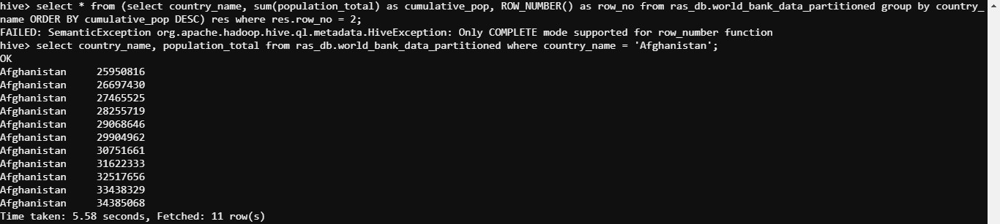 hive> select * from (select country_name, sum(population_total) as cumulative_pop, ROW_NUMBER() as row_no from ras_db.world_bank_data_partitioned group by country_
name ORDER BY cumulative_pop DESC) res where res.row_no = 2;
FAILED: SemanticException org.apache.hadoop.hive.ql.metadata.HiveException: Only COMPLETE mode supported for row_number function
hive> select country_name, population_total from ras_db.world_bank_data_partitioned where country_name = 'Afghanistan';
OK
Afghanistan     25950816
Afghanistan     26697430
Afghanistan     27465525
Afghanistan     28255719
Afghanistan     29068646
Afghanistan     29904962
Afghanistan     30751661
Afghanistan     31622333
Afghanistan     32517656
Afghanistan     33438329
Afghanistan     34385068
Time taken: 5.58 seconds, Fetched: 11 row(s)